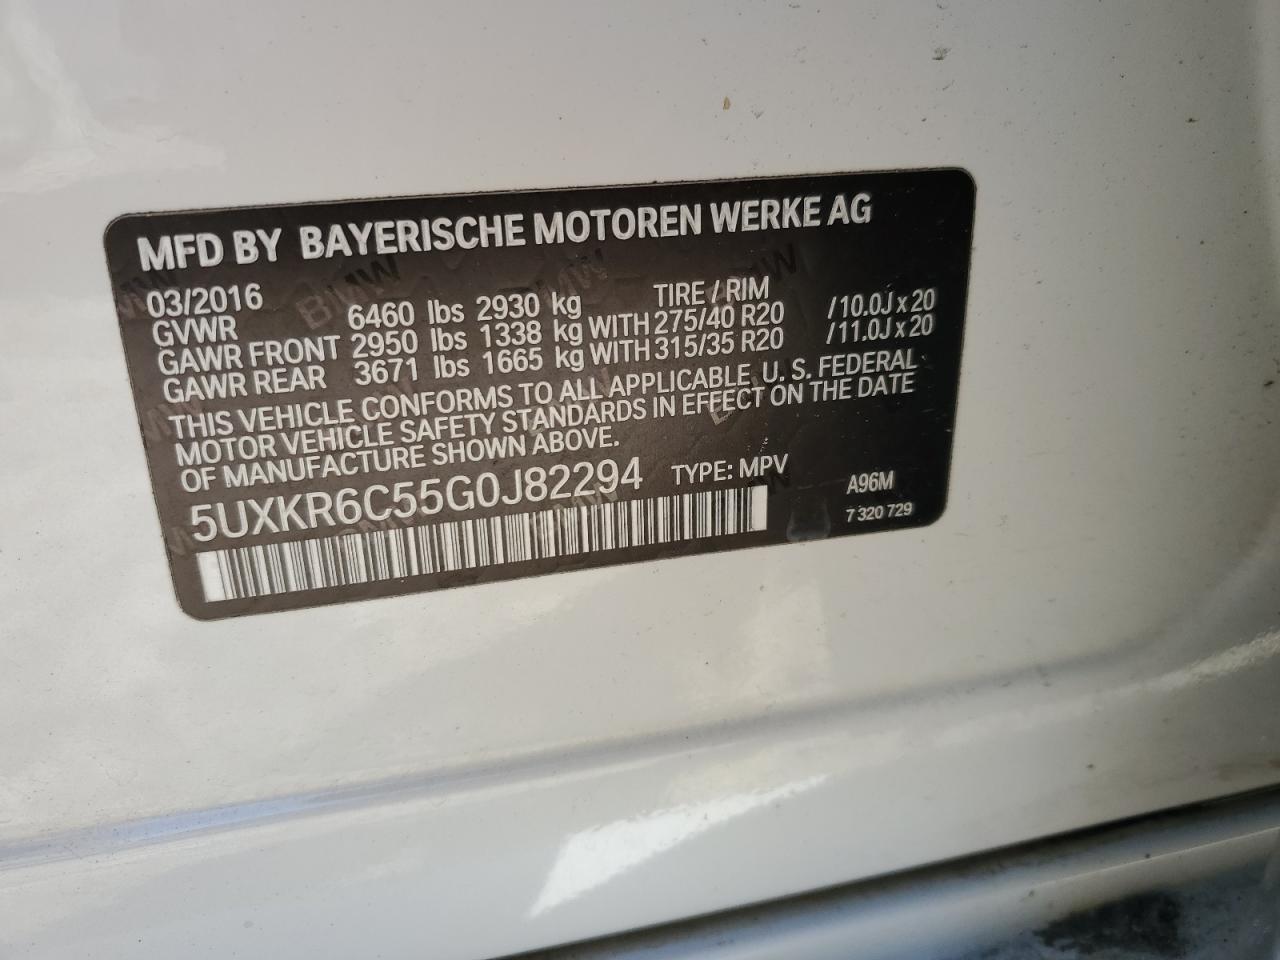 MFD BY BAYERISCHE MOTOREN WERKE AG
03/2016
GVWR 6460 lbs 2930 kg TIRE / RIM
GAWR FRONT 2950 lbs 1338 kg WITH 275/40 R20 /10.0J x 20
GAWR REAR 3671 lbs 1665 kg WITH 315/35 R20 /11.0J x 20
THIS VEHICLE CONFORMS TO ALL APPLICABLE U. S. FEDERAL
MOTOR VEHICLE SAFETY STANDARDS IN EFFECT ON THE DATE
OF MANUFACTURE SHOWN ABOVE.
5UXKR6C55G0J82294 TYPE: MPV
A96M
7 320 729